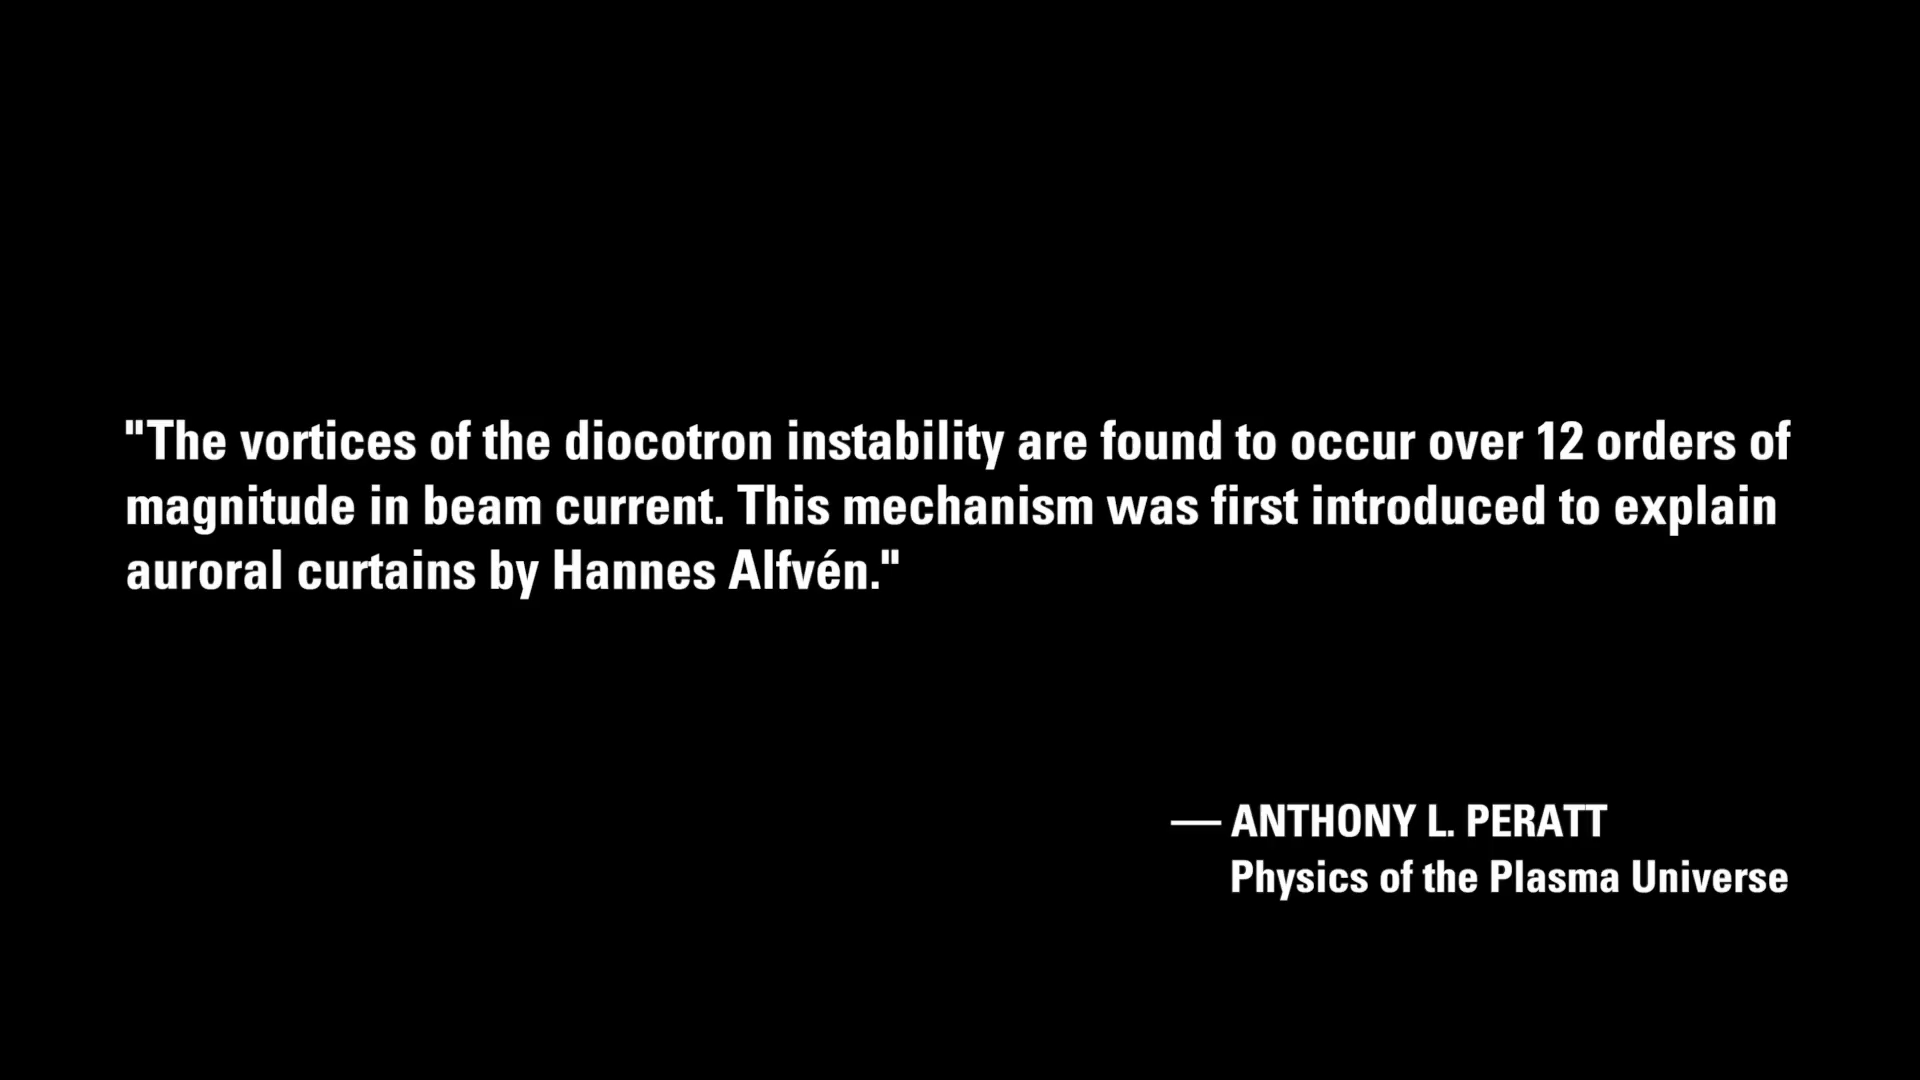 "The vortices of the diocotron instability are found to occur over 12 orders of
magnitude in beam current. This mechanism was first introduced to explain
auroral curtains by Hannes Alfvén."
— ANTHONY L. PERATT
Physics of the Plasma Universe